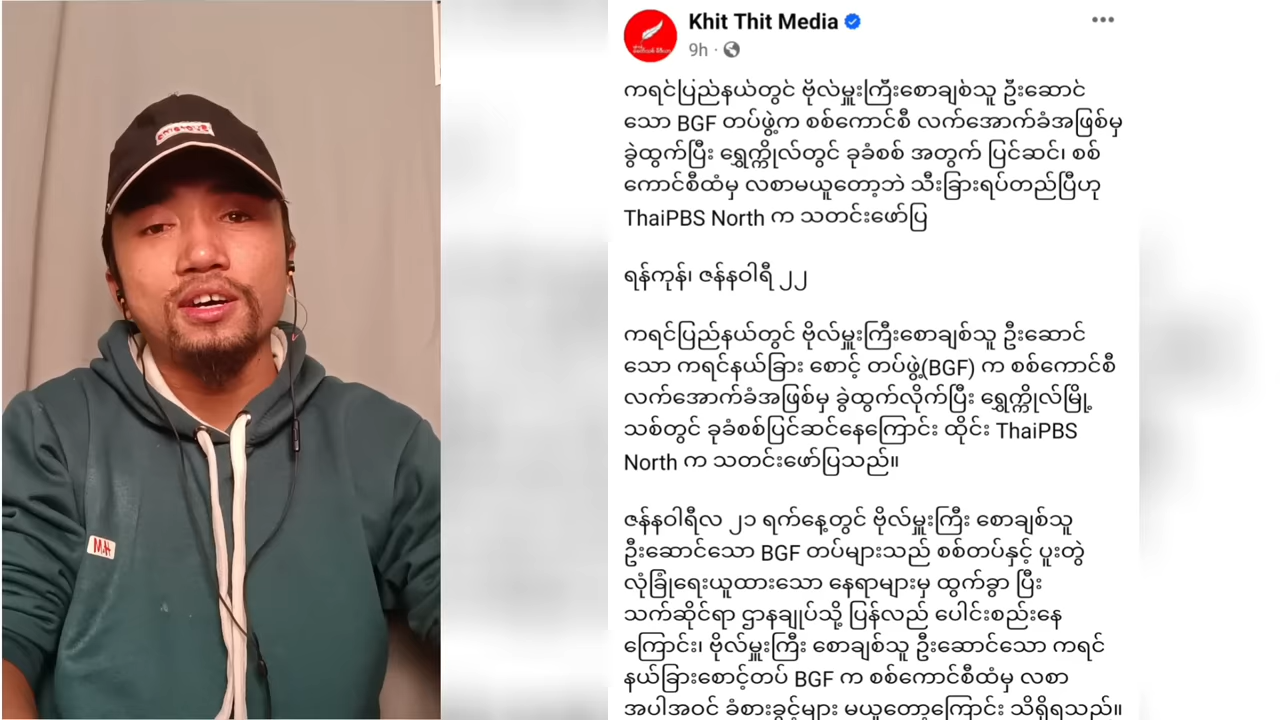 Khit Thit Media
9h
ကရင်ပြည်နယ်တွင် ဗိုလ်မှူးကြီးစောချစ်သူ ဦးဆောင်
သော BGF တပ်ဖွဲ့က စစ်ကောင်စီ လက်အောက်ခံအဖြစ်မှ
ခွဲထွက်ပြီး ရွှေက္ကိုလ်တွင် ခုခံစစ် အတွက် ပြင်ဆင်၊ စစ်
ကောင်စီထံမှ လစာမယူတော့ဘဲ သီးခြားရပ်တည်ပြီဟု
ThaiPBS North က သတင်းဖော်ပြ
ရန်ကုန်၊ ဇန်နဝါရီ ၂၂
ကရင်ပြည်နယ်တွင် ဗိုလ်မှူးကြီးစောချစ်သူ ဦးဆောင်
သော ကရင်နယ်ခြား စောင့် တပ်ဖွဲ့(BGF) က စစ်ကောင်စီ
လက်အောက်ခံအဖြစ်မှ ခွဲထွက်လိုက်ပြီး ရွှေက္ကိုလ်မြို့
သစ်တွင် ခုခံစစ်ပြင်ဆင်နေကြောင်း ထိုင်း ThaiPBS
North က သတင်းဖော်ပြသည်။
ဇန်နဝါရီလ ၂၁ ရက်နေ့တွင် ဗိုလ်မှူးကြီး စောချစ်သူ
ဦးဆောင်သော BGF တပ်များသည် စစ်တပ်နှင့် ပူးတွဲ
လုံခြုံရေးယူထားသော နေရာများမှ ထွက်ခွာ ပြီး
သက်ဆိုင်ရာ ဌာနချုပ်သို့ ပြန်လည် ပေါင်းစည်းနေ
ကြောင်း၊ ဗိုလ်မှူးကြီး စောချစ်သူ ဦးဆောင်သော ကရင်
နယ်ခြားစောင့်တပ် BGF က စစ်ကောင်စီထံမှ လစာ
အပါအဝင် ခံစားခွင့်များ မယူတော့ကြောင်း သိရှိရသည်။
M.H